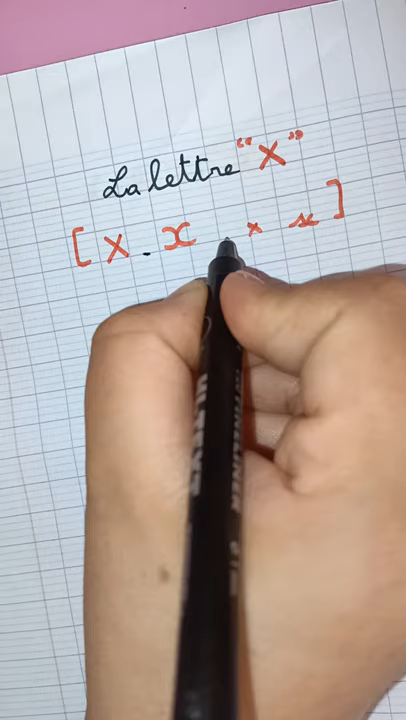 La lettre "X"
[ X . X x x ]